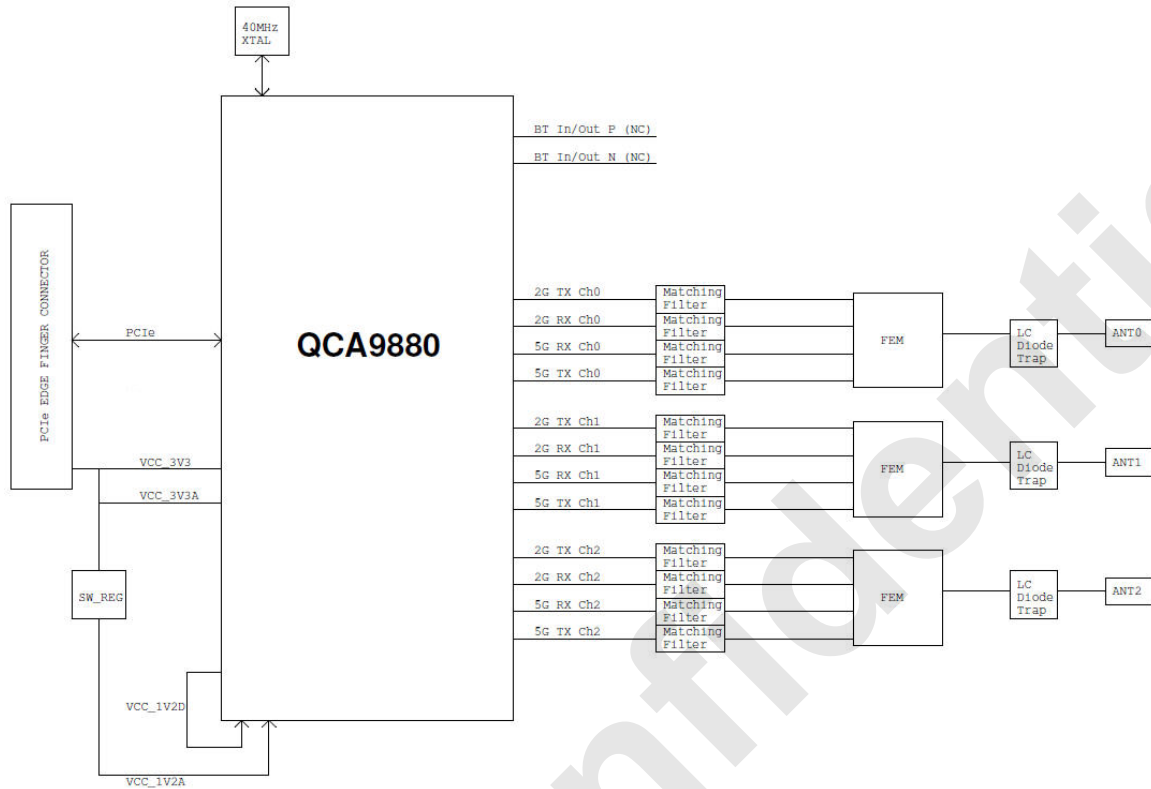 40MHz
XTAL
BT In/Out P (NC)
BT In/Out N (NC)
PCIe EDGE FINGER CONNECTOR
PCIe
QCA9880
VCC_3V3
VCC_3V3A
SW_REG
VCC_1V2D
VCC_1V2A
2G TX Ch0
Matching
Filter
2G RX Ch0
Matching
Filter
5G RX Ch0
Matching
Filter
5G TX Ch0
Matching
Filter
FEM
LC
Diode
Trap
ANT0
2G TX Ch1
Matching
Filter
2G RX Ch1
Matching
Filter
5G RX Ch1
Matching
Filter
5G TX Ch1
Matching
Filter
FEM
LC
Diode
Trap
ANT1
2G TX Ch2
Matching
Filter
2G RX Ch2
Matching
Filter
5G RX Ch2
Matching
Filter
5G TX Ch2
Matching
Filter
FEM
LC
Diode
Trap
ANT2
nfidenti